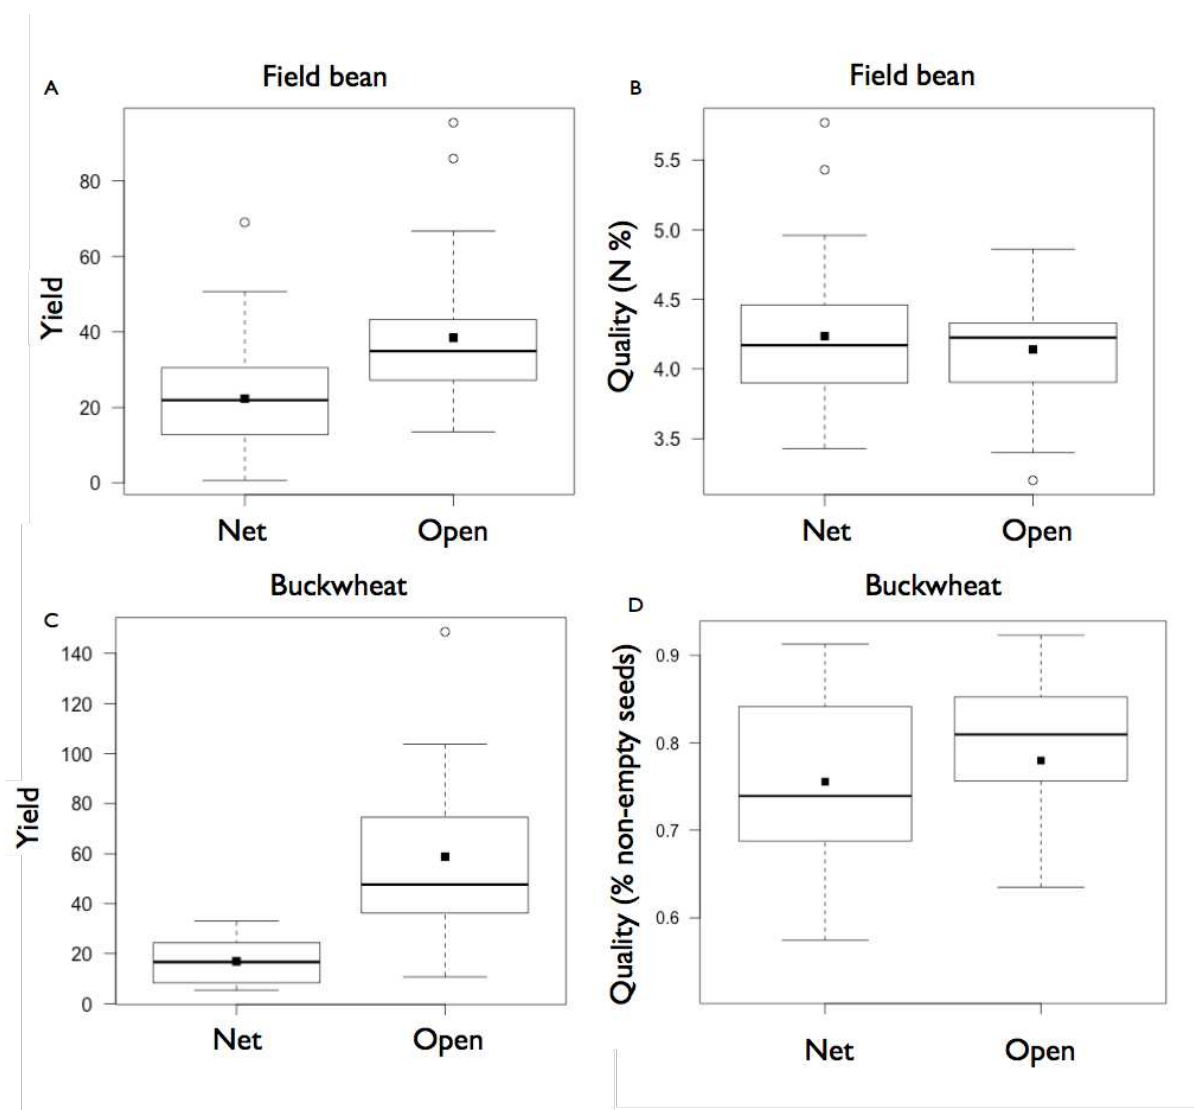 A
Field bean
Yield
80
60
40
20
0
Net
Open
B
Field bean
Quality (N %)
5.5
5.0
4.5
4.0
3.5
Net
Open
C
Buckwheat
Yield
140
120
100
80
60
40
20
0
Net
Open
D
Buckwheat
Quality (% non-empty seeds)
0.9
0.8
0.7
0.6
Net
Open